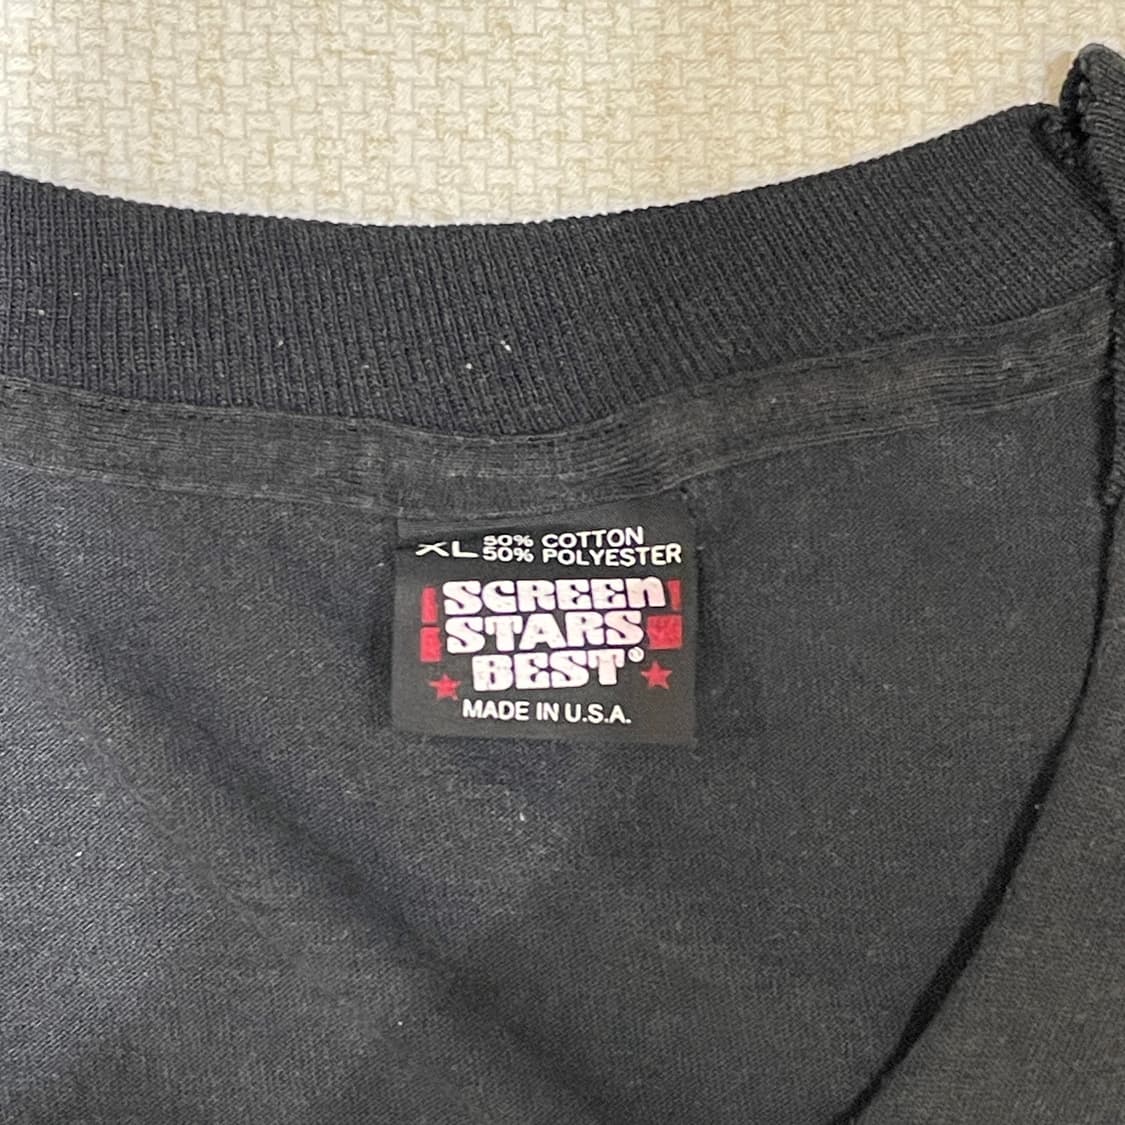 XL 50% COTTON
50% POLYESTER
SCREEn
STARS
BEST®
MADE IN U.S.A.